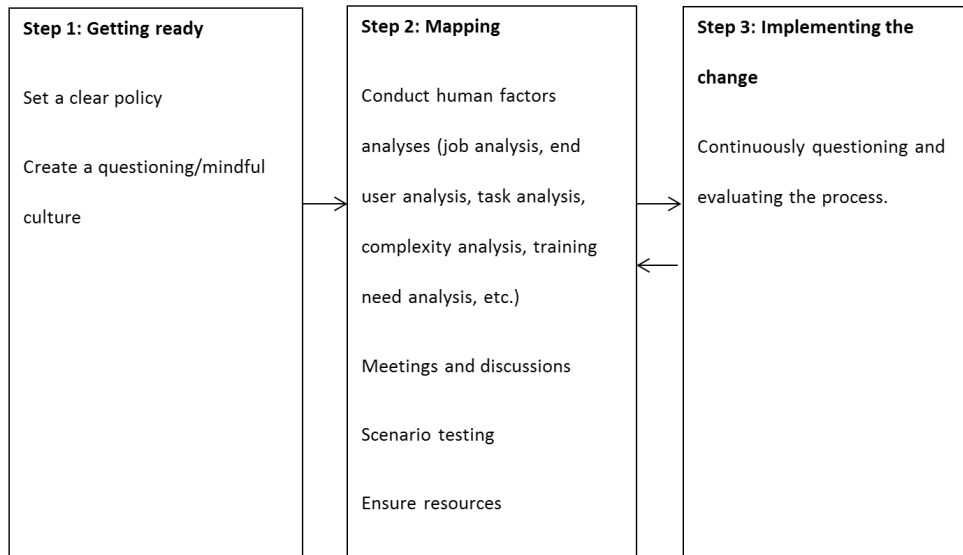 Step 1: Getting ready
Set a clear policy
Create a questioning/mindful
culture
Step 2: Mapping
Conduct human factors
analyses (job analysis, end
user analysis, task analysis,
complexity analysis, training
need analysis, etc.)
Meetings and discussions
Scenario testing
Ensure resources
Step 3: Implementing the
change
Continuously questioning and
evaluating the process.